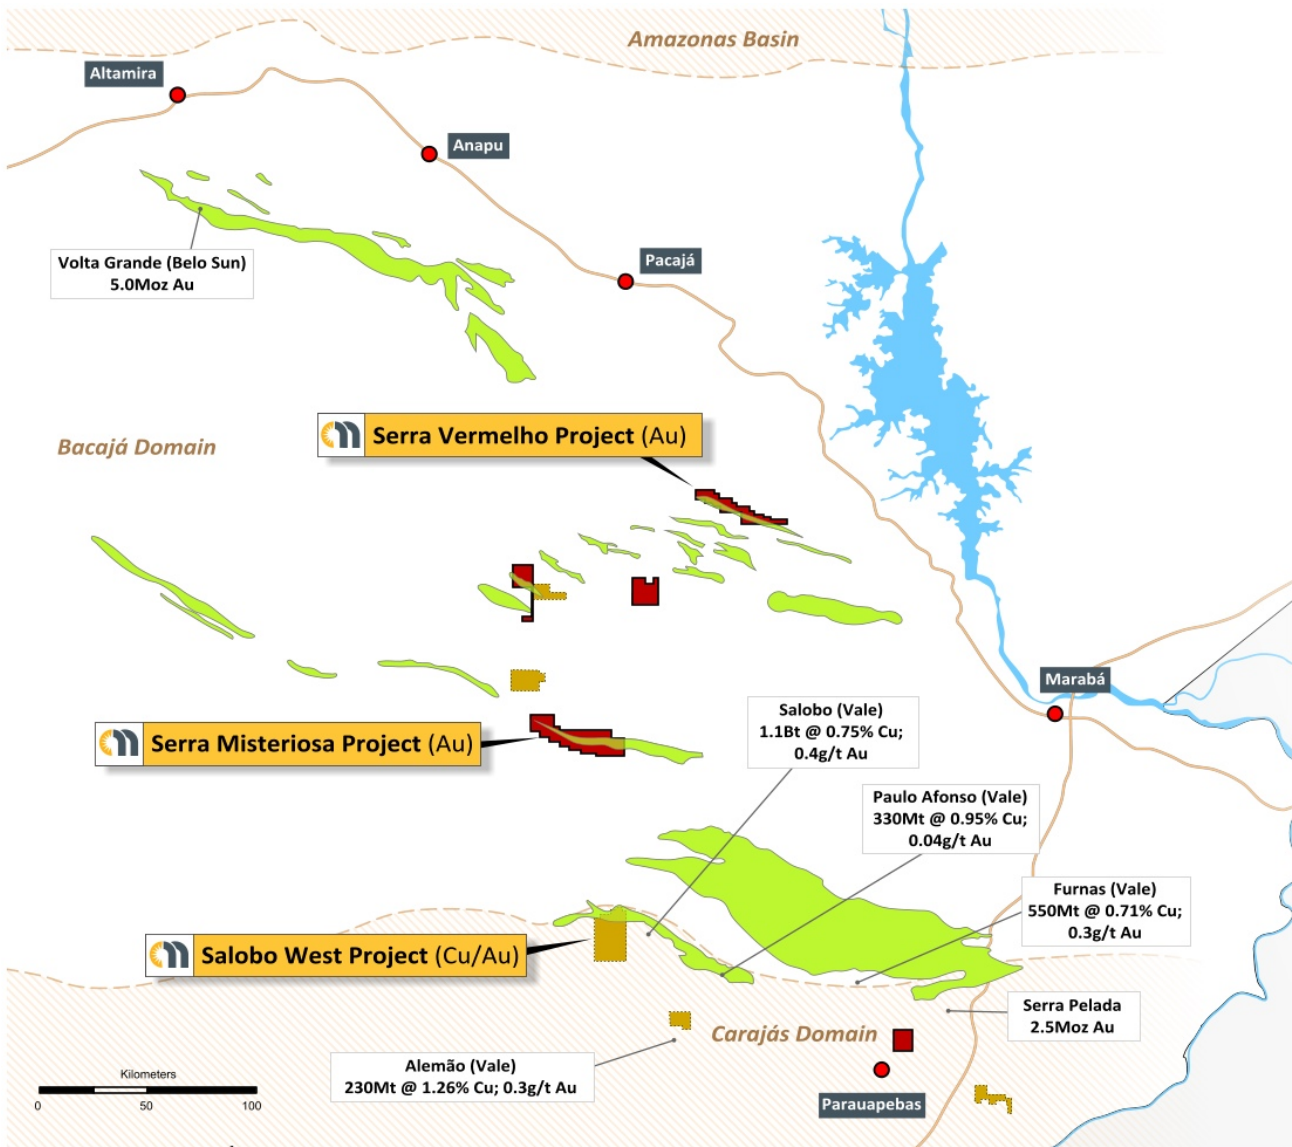 Amazonas Basin
Altamira
Anapu
Volta Grande (Belo Sun)
5.0Moz Au
Pacajá
Serra Vermelho Project (Au)
Bacajá Domain
Marabá
Serra Misteriosa Project (Au)
Salobo (Vale)
1.1Bt @ 0.75% Cu;
0.4g/t Au
Paulo Afonso (Vale)
330Mt @ 0.95% Cu;
0.04g/t Au
Furnas (Vale)
550Mt @ 0.71% Cu;
0.3g/t Au
Salobo West Project (Cu/Au)
Serra Pelada
2.5Moz Au
Carajás Domain
Alemão (Vale)
230Mt @ 1.26% Cu; 0.3g/t Au
Parauapebas
Kilometers
0 50 100